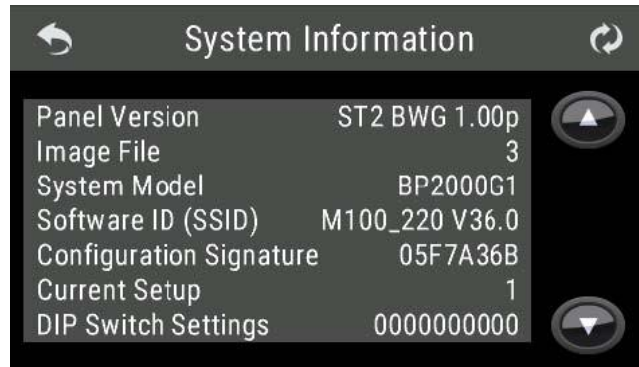 System Information
Panel Version ST2 BWG 1.00p
Image File 3
System Model BP2000G1
Software ID (SSID) M100_220 V36.0
Configuration Signature 05F7A36B
Current Setup 1
DIP Switch Settings 0000000000